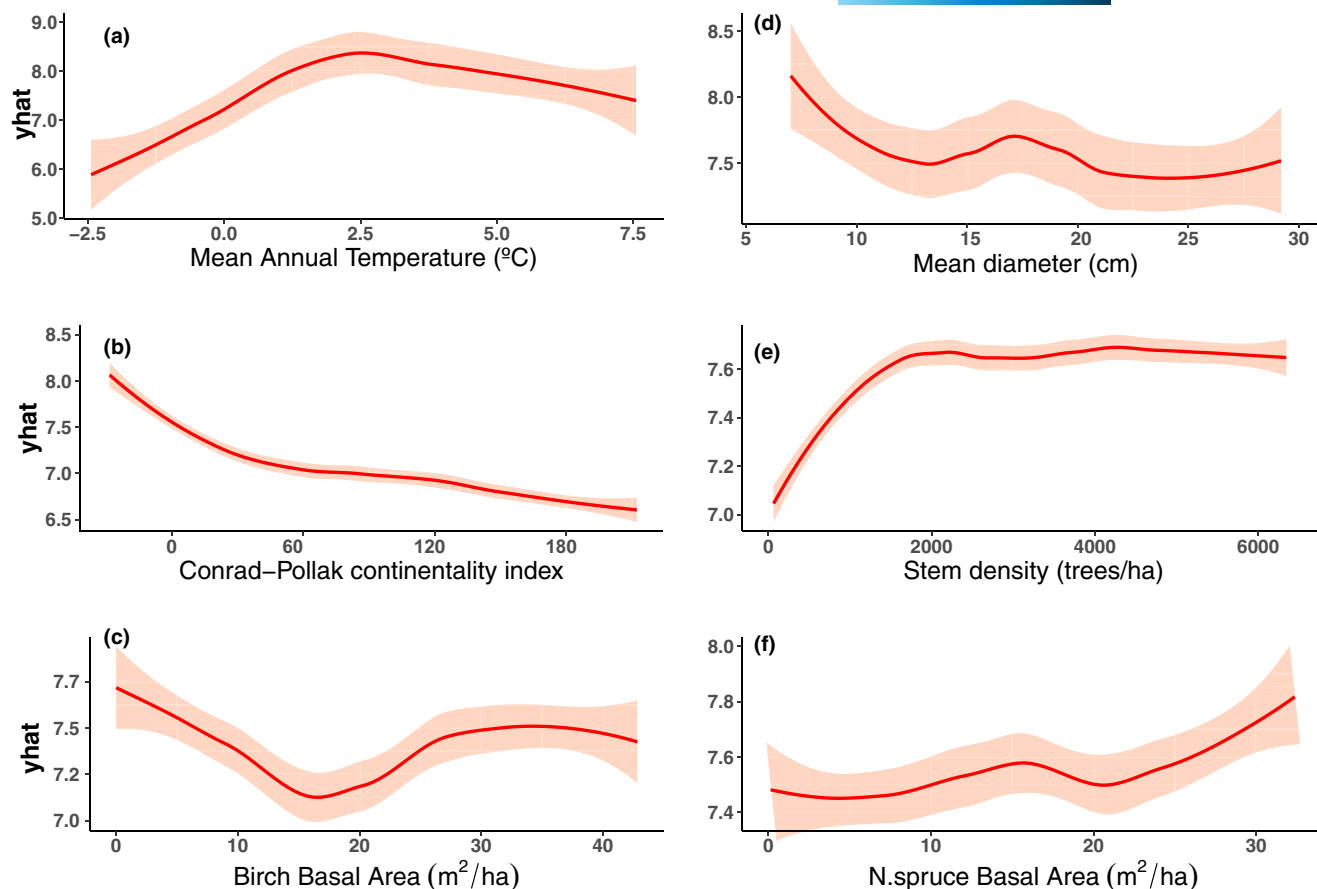 (a)
yhat
9.0
8.0
7.0
6.0
5.0
−2.5 0.0 2.5 5.0 7.5
Mean Annual Temperature (ºC)
(d)
8.5
8.0
7.5
5 10 15 20 25 30
Mean diameter (cm)
(b)
yhat
8.5
8.0
7.5
7.0
6.5
0 60 120 180
Conrad−Pollak continentality index
(e)
7.6
7.4
7.2
7.0
0 2000 4000 6000
Stem density (trees/ha)
(c)
yhat
7.7
7.5
7.2
7.0
0 10 20 30 40
Birch Basal Area (m²/ha)
(f)
8.0
7.8
7.6
7.4
0 10 20 30
N.spruce Basal Area (m²/ha)